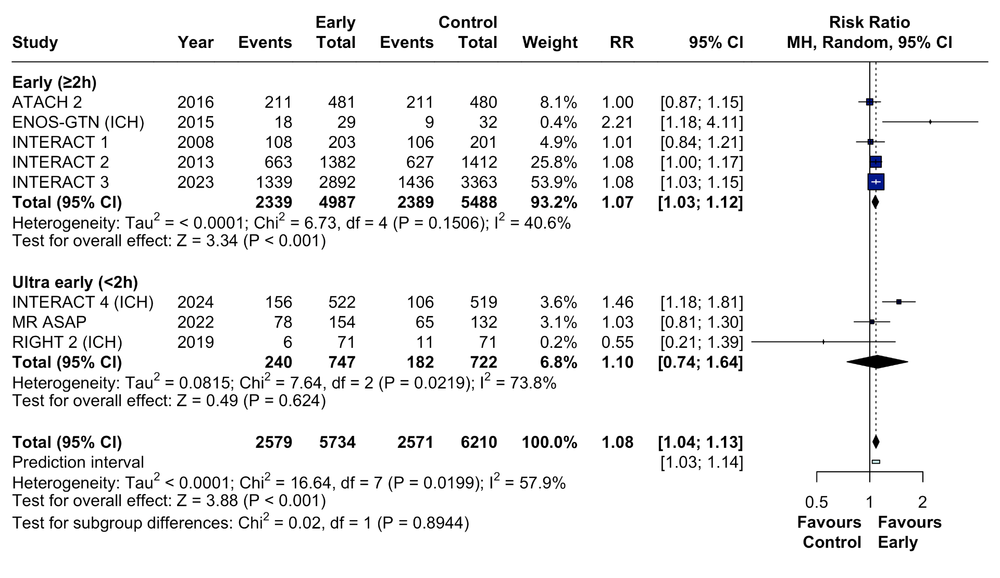 Early Control Risk Ratio
Study Year Events Total Events Total Weight RR 95% CI MH, Random, 95% CI
Early (≥2h)
ATACH 2 2016 211 481 211 480 8.1% 1.00 [0.87; 1.15]
ENOS-GTN (ICH) 2015 18 29 9 32 0.4% 2.21 [1.18; 4.11]
INTERACT 1 2008 108 203 106 201 4.9% 1.01 [0.84; 1.21]
INTERACT 2 2013 663 1382 627 1412 25.8% 1.08 [1.00; 1.17]
INTERACT 3 2023 1339 2892 1436 3363 53.9% 1.08 [1.03; 1.15]
Total (95% CI) 2339 4987 2389 5488 93.2% 1.07 [1.03; 1.12]
Heterogeneity: Tau² = < 0.0001; Chi² = 6.73, df = 4 (P = 0.1506); I² = 40.6%
Test for overall effect: Z = 3.34 (P < 0.001)
Ultra early (<2h)
INTERACT 4 (ICH) 2024 156 522 106 519 3.6% 1.46 [1.18; 1.81]
MR ASAP 2022 78 154 65 132 3.1% 1.03 [0.81; 1.30]
RIGHT 2 (ICH) 2019 6 71 11 71 0.2% 0.55 [0.21; 1.39]
Total (95% CI) 240 747 182 722 6.8% 1.10 [0.74; 1.64]
Heterogeneity: Tau² = 0.0815; Chi² = 7.64, df = 2 (P = 0.0219); I² = 73.8%
Test for overall effect: Z = 0.49 (P = 0.624)
Total (95% CI) 2579 5734 2571 6210 100.0% 1.08 [1.04; 1.13]
Prediction interval [1.03; 1.14]
Heterogeneity: Tau² < 0.0001; Chi² = 16.64, df = 7 (P = 0.0199); I² = 57.9%
Test for overall effect: Z = 3.88 (P < 0.001)
Test for subgroup differences: Chi² = 0.02, df = 1 (P = 0.8944)
0.5 1 2
Favours Favours
Control Early